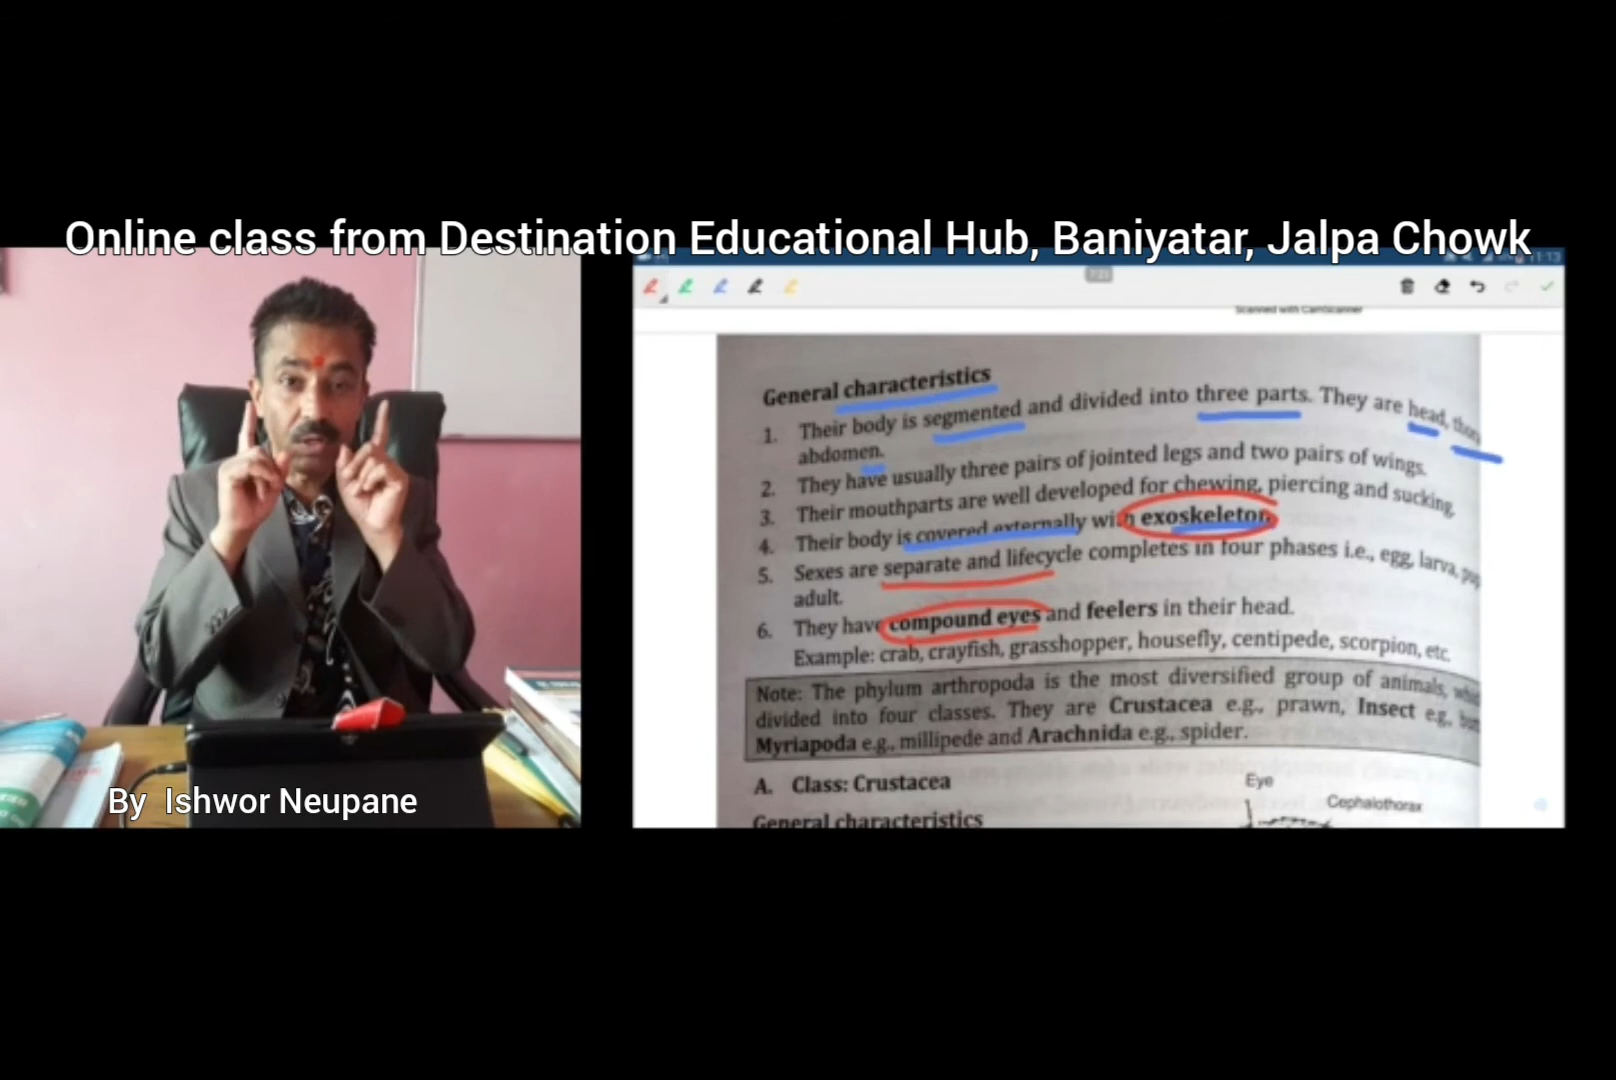 Online class from Destination Educational Hub, Baniyatar, Jalpa Chowk
11:13
Scanned with CamScanner
General characteristics
1. Their body is segmented and divided into three parts. They are head,
abdomen.
2. They have usually three pairs of jointed legs and two pairs of wings.
3. Their mouthparts are well developed for chewing, piercing and sucking.
4. Their body is covered externally with exoskeleton.
5. Sexes are separate and lifecycle completes in four phases i.e., egg, larva,
adult.
6. They have compound eyes and feelers in their head.
Example: crab, crayfish, grasshopper, housefly, centipede, scorpion, etc.
Note: The phylum arthropoda is the most diversified group of animals,
divided into four classes. They are Crustacea e.g., prawn, Insect e.g.,
Myriapoda e.g., millipede and Arachnida e.g., spider.
A. Class: Crustacea
Eye
Cephalothorax
General characteristics
By Ishwor Neupane